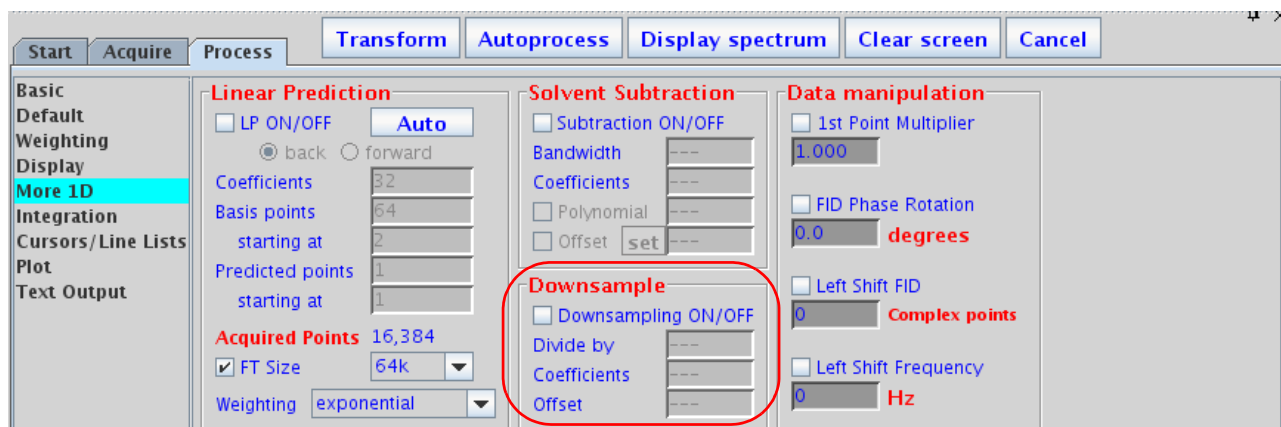 Transform Autoprocess Display spectrum Clear screen Cancel
Start Acquire Process
Basic
Default
Weighting
Display
More 1D
Integration
Cursors/Line Lists
Plot
Text Output
Linear Prediction
LP ON/OFF Auto
back forward
Coefficients 32
Basis points 64
starting at 2
Predicted points 1
starting at 1
Acquired Points 16,384
FT Size 64k
Weighting exponential
Solvent Subtraction
Subtraction ON/OFF
Bandwidth ---
Coefficients ---
Polynomial ---
Offset set ---
Downsample
Downsampling ON/OFF
Divide by ---
Coefficients ---
Offset ---
Data manipulation
1st Point Multiplier
1.000
FID Phase Rotation
0.0 degrees
Left Shift FID
0 Complex points
Left Shift Frequency
0 Hz